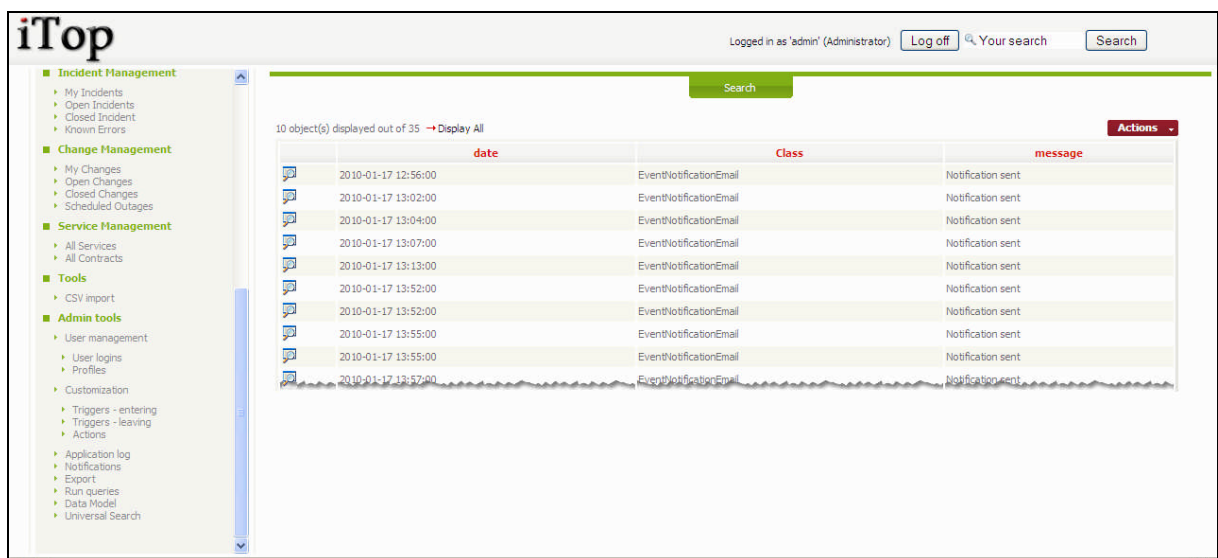 iTop
Logged in as 'admin' (Administrator) Log off Your search Search
Incident Management
My Incidents
Open Incidents
Closed Incident
Known Errors
Change Management
My Changes
Open Changes
Closed Changes
Scheduled Outages
Service Management
All Services
All Contracts
Tools
CSV import
Admin tools
User management
User logins
Profiles
Customization
Triggers - entering
Triggers - leaving
Actions
Application log
Notifications
Export
Run queries
Data Model
Universal Search
Search
10 object(s) displayed out of 35 Display All Actions
date Class message
2010-01-17 12:56:00 EventNotificationEmail Notification sent
2010-01-17 13:02:00 EventNotificationEmail Notification sent
2010-01-17 13:04:00 EventNotificationEmail Notification sent
2010-01-17 13:07:00 EventNotificationEmail Notification sent
2010-01-17 13:13:00 EventNotificationEmail Notification sent
2010-01-17 13:52:00 EventNotificationEmail Notification sent
2010-01-17 13:52:00 EventNotificationEmail Notification sent
2010-01-17 13:55:00 EventNotificationEmail Notification sent
2010-01-17 13:55:00 EventNotificationEmail Notification sent
2010-01-17 13:57:00 EventNotificationEmail Notification sent